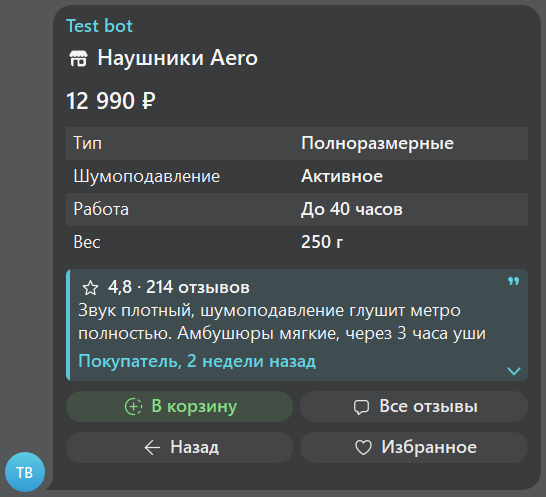 Test bot
Наушники Aero
12 990 ₽
Тип Полноразмерные
Шумоподавление Активное
Работа До 40 часов
Вес 250 г
4,8 · 214 отзывов
Звук плотный, шумоподавление глушит метро
полностью. Амбушюры мягкие, через 3 часа уши
Покупатель, 2 недели назад
В корзину
Все отзывы
Назад
Избранное
ТВ